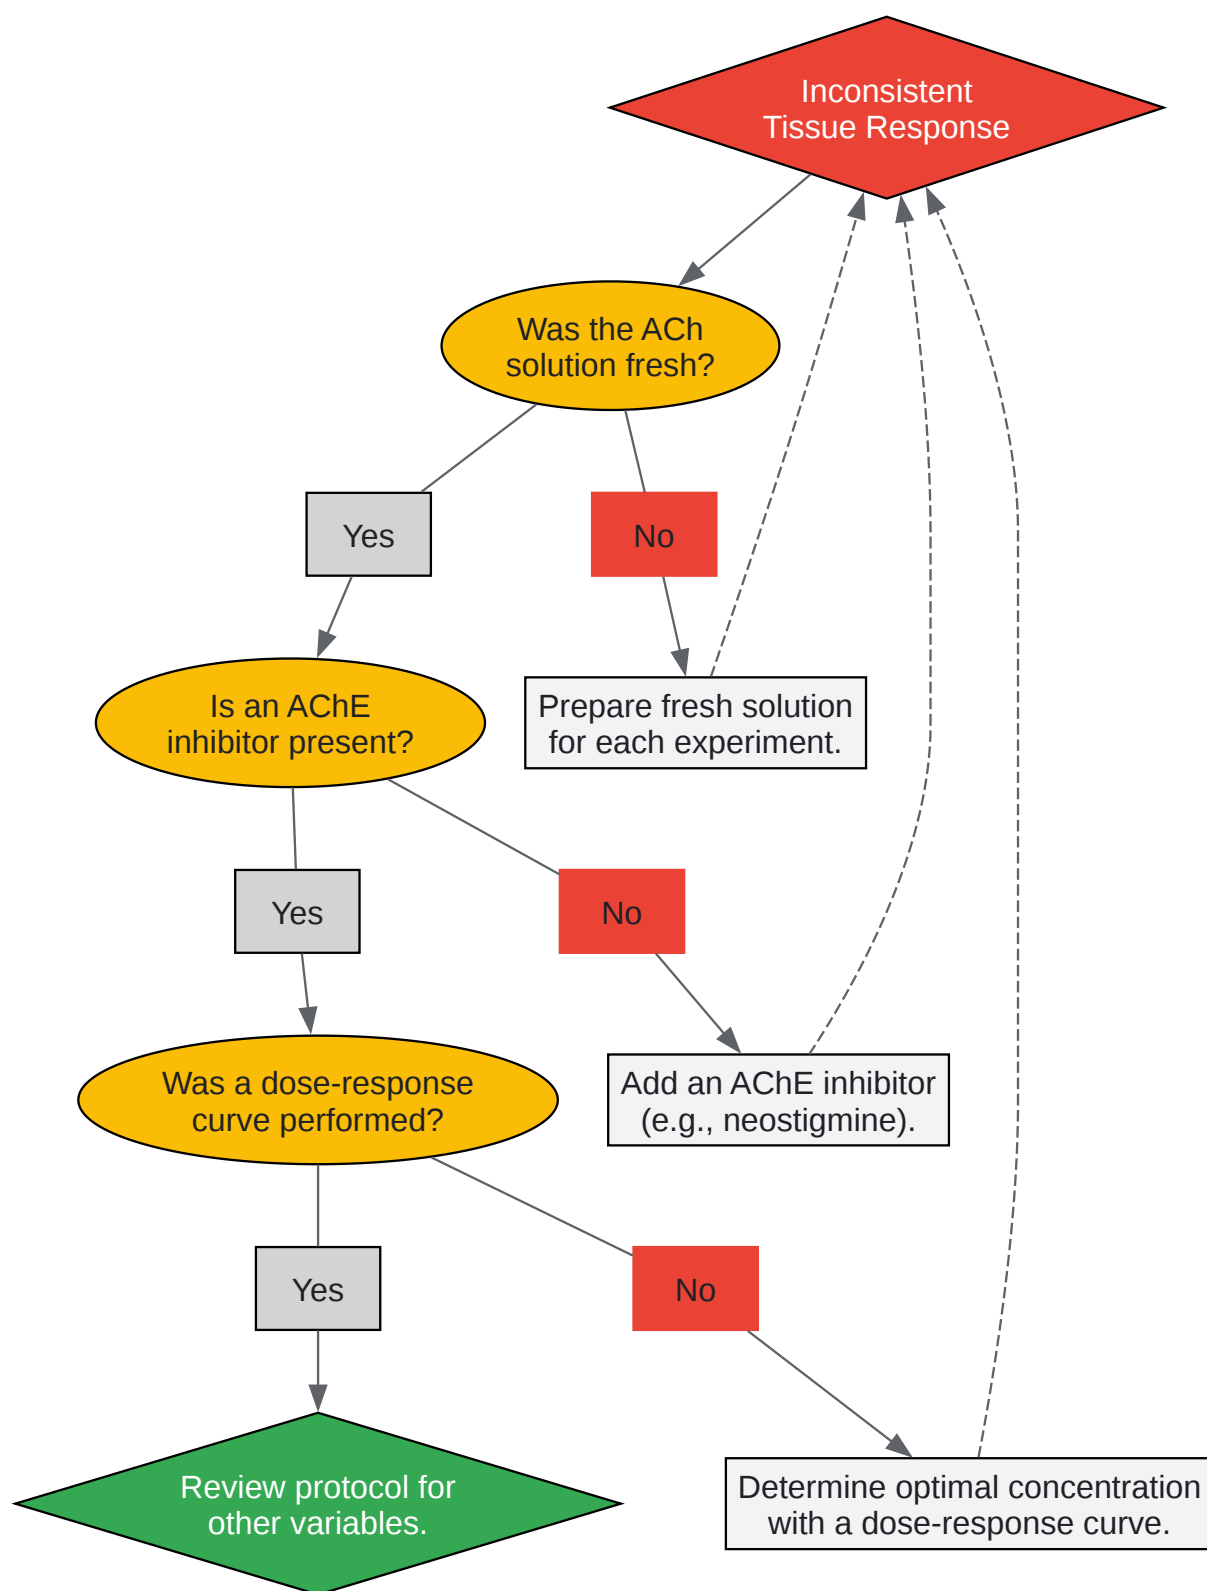 Inconsistent
Tissue Response
Was the ACh
solution fresh?
Yes
No
Is an AChE
inhibitor present?
Prepare fresh solution
for each experiment.
Yes
No
Was a dose-response
curve performed?
Add an AChE inhibitor
(e.g., neostigmine).
Yes
No
Review protocol for
other variables.
Determine optimal concentration
with a dose-response curve.